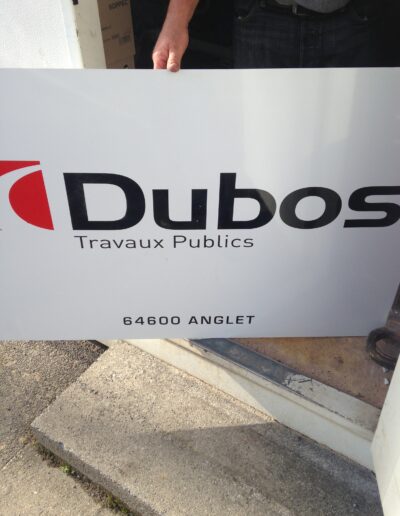 Dubos
Travaux Publics
64600 ANGLET